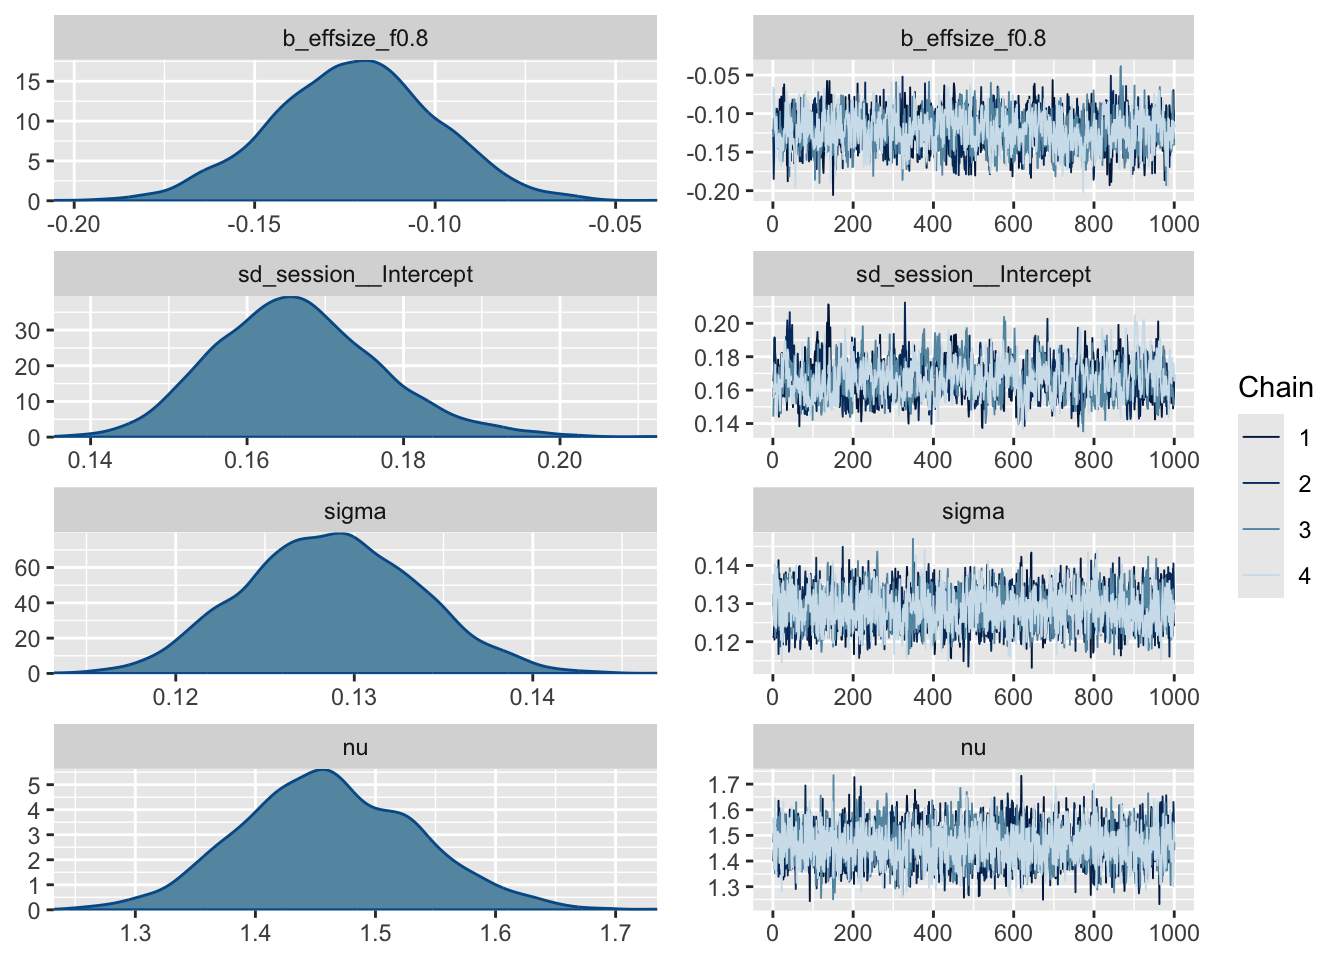 b_effsize_f0.8
15
10
5
0
-0.20 -0.15 -0.10 -0.05
b_effsize_f0.8
-0.05
-0.10
-0.15
-0.20
0 200 400 600 800 1000
sd_session__Intercept
30
20
10
0
0.14 0.16 0.18 0.20
sd_session__Intercept
0.20
0.18
0.16
0.14
0 200 400 600 800 1000
sigma
60
40
20
0
0.12 0.13 0.14
sigma
0.14
0.13
0.12
0 200 400 600 800 1000
nu
5
4
3
2
1
0
1.3 1.4 1.5 1.6 1.7
nu
1.7
1.6
1.5
1.4
1.3
0 200 400 600 800 1000
Chain
1
2
3
4